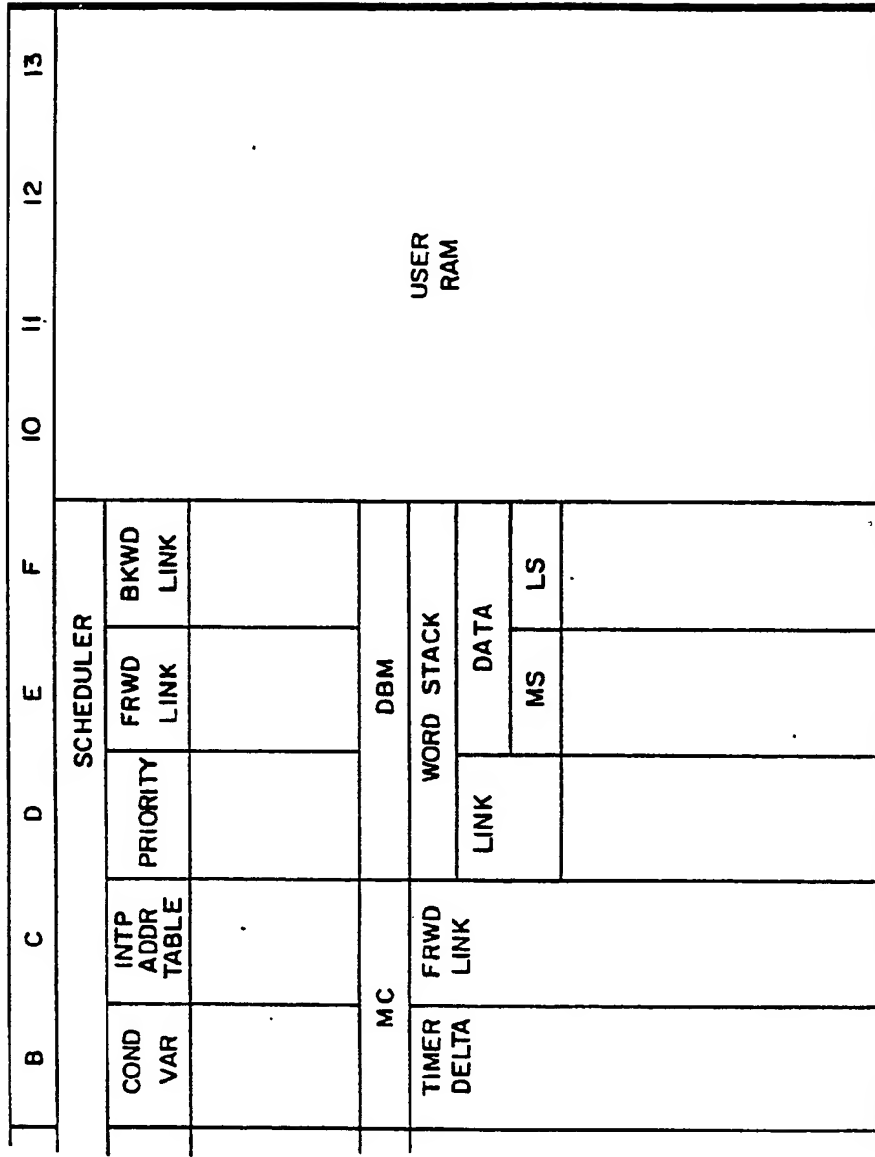 B C D E F 10 11 12 13
SCHEDULER
COND
VAR
INTP
ADDR
TABLE
PRIORITY
FRWD
LINK
BKWD
LINK
USER
RAM
MC
DBM
TIMER
DELTA
FRWD
LINK
WORD STACK
LINK
DATA
MS
LS